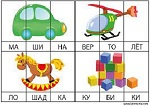 МА ШИ НА
ВЕР ТО ЛЁТ
ЛО ШАД КА
КУ БИ КИ